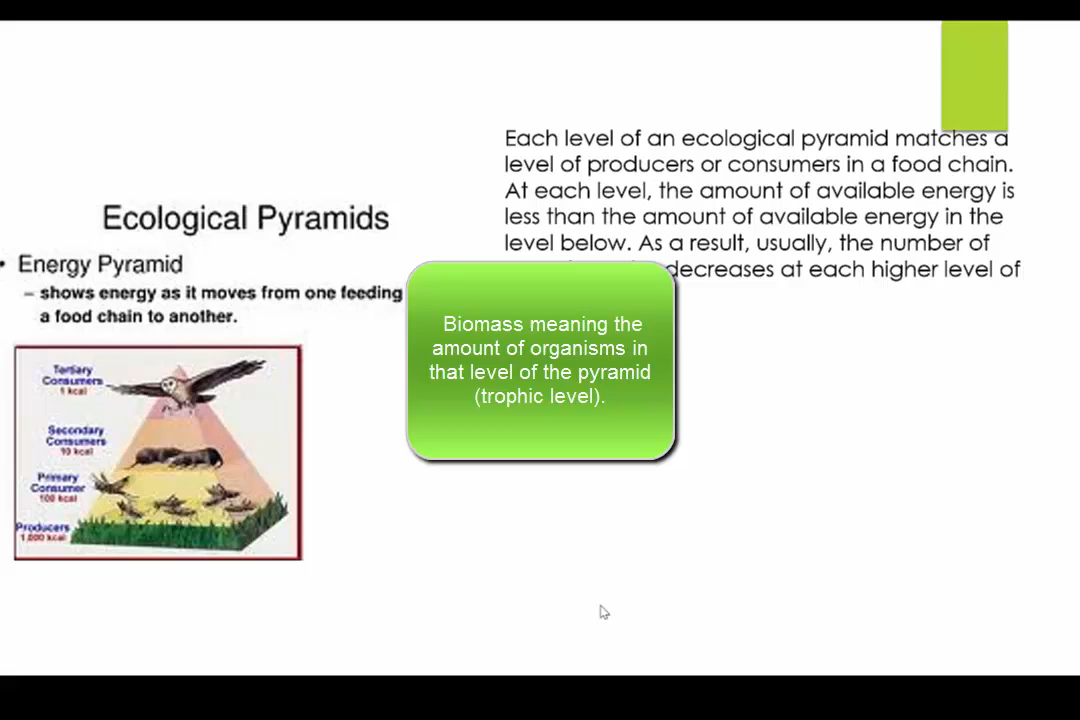 Each level of an ecological pyramid matches a
level of producers or consumers in a food chain.
At each level, the amount of available energy is
less than the amount of available energy in the
level below. As a result, usually, the number of
decreases at each higher level of
Ecological Pyramids
• Energy Pyramid
– shows energy as it moves from one feeding
a food chain to another.
Biomass meaning the
amount of organisms in
that level of the pyramid
(trophic level).
Tertiary
Consumers
1 kcal
Secondary
Consumers
10 kcal
Primary
Consumer
100 kcal
Producers
1,000 kcal